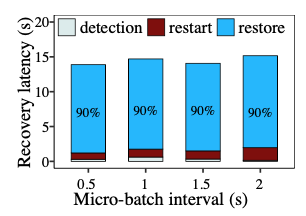 detection restart restore
Recovery latency (s)
20
15
10
5
0
90% 90% 90% 90%
0.5 1 1.5 2
Micro-batch interval (s)